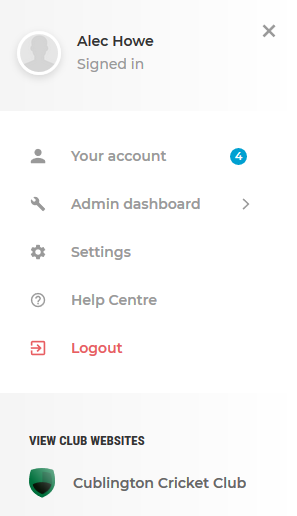 Alec Howe
Signed in
Your account 4
Admin dashboard
Settings
Help Centre
Logout
VIEW CLUB WEBSITES
Cublington Cricket Club